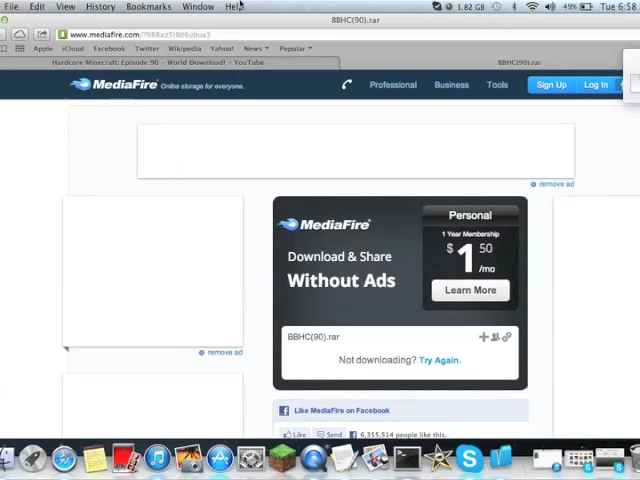 File Edit View History Bookmarks Window Help 1.82 GB 49% Tue 6:58
BBHC(90).rar
www.mediafire.com/?988xz5l8d6ubua3
Apple iCloud Facebook Twitter Wikipedia Yahoo! News Popular
Hardcore Minecraft: Episode 90 - World Download! - YouTube BBHC(90).rar
MediaFire Online storage for everyone. Professional Business Tools Sign Up Log In
remove ad
MediaFire
Personal
1 Year Membership
$1 50 /mo
Download & Share
Without Ads
Learn More
BBHC(90).rar
Not downloading? Try Again.
remove ad
Like MediaFire on Facebook
Like Send 6,355,514 people like this.